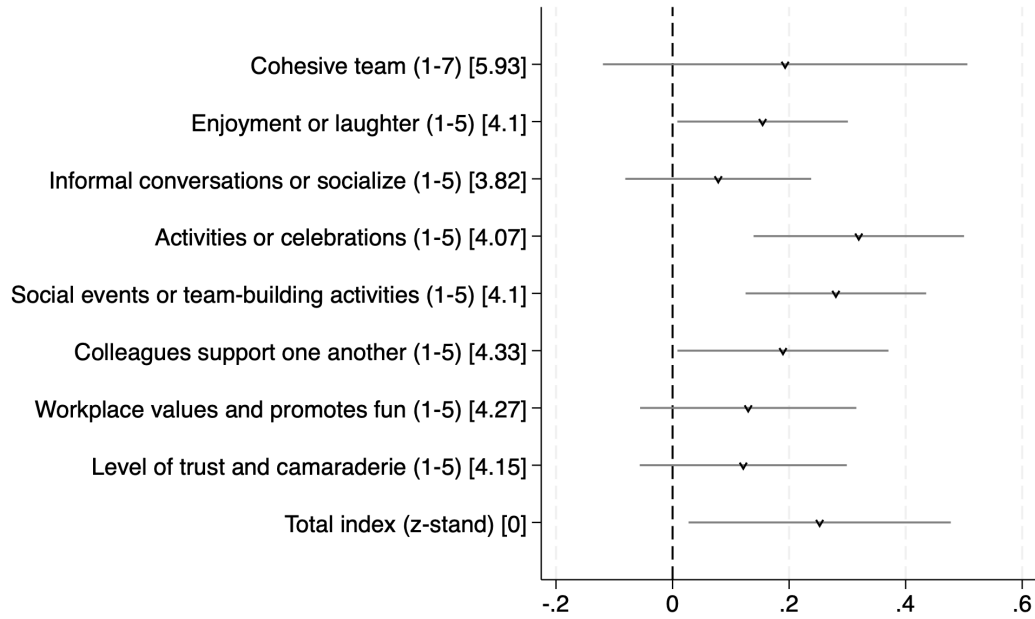 Cohesive team (1-7) [5.93]
Enjoyment or laughter (1-5) [4.1]
Informal conversations or socialize (1-5) [3.82]
Activities or celebrations (1-5) [4.07]
Social events or team-building activities (1-5) [4.1]
Colleagues support one another (1-5) [4.33]
Workplace values and promotes fun (1-5) [4.27]
Level of trust and camaraderie (1-5) [4.15]
Total index (z-stand) [0]
-.2 0 .2 .4 .6